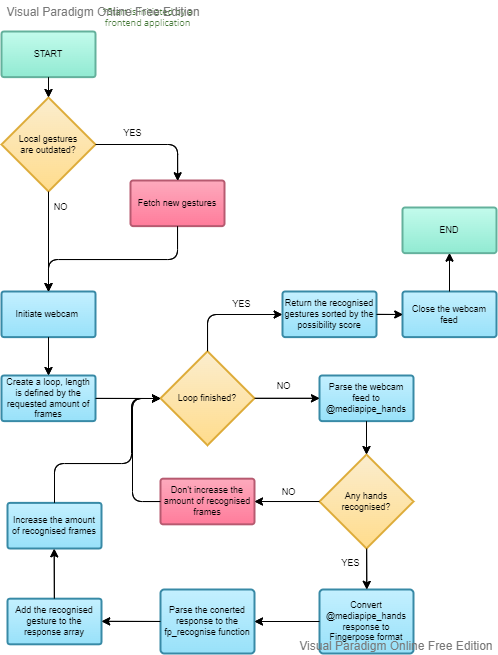 Visual Paradigm Online Free Edition
frontend application
START
Local gestures
are outdated?
YES
NO
Fetch new gestures
END
Initiate webcam
YES
Return the recognised
gestures sorted by the
possibility score
Close the webcam
feed
Create a loop, length
is defined by the
requested amount of
frames
Loop finished?
NO
Parse the webcam
feed to
@mediapipe_hands
Don't increase the
amount of recognised
frames
NO
Any hands
recognised?
Increase the amount
of recognised frames
YES
Add the recognised
gesture to the
response array
Parse the conerted
response to the
fp_recognise function
Convert
@mediapipe_hands
response to
Fingerpose format
Visual Paradigm Online Free Edition